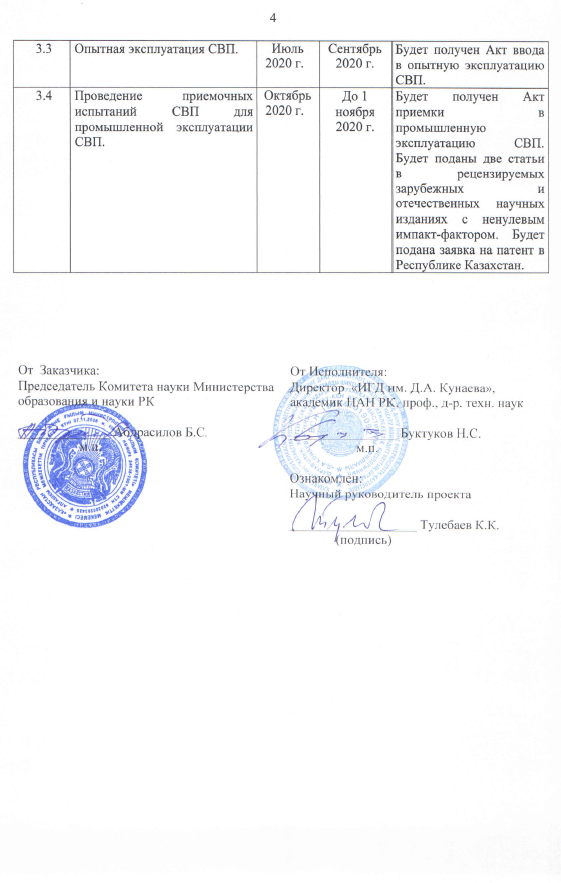 4
3.3 Опытная эксплуатация СВП. Июль Сентябрь Будет получен Акт ввода
2020 г. 2020 г. в опытную эксплуатацию
СВП.
3.4 Проведение приемочных Октябрь До 1 Будет получен Акт
испытаний СВП для 2020 г. ноября приемки в
промышленной эксплуатации 2020 г. промышленную
СВП. эксплуатацию СВП.
Будет поданы две статьи
в рецензируемых
зарубежных и
отечественных научных
изданиях с ненулевым
импакт-фактором. Будет
подана заявка на патент в
Республике Казахстан.
От Заказчика:
Председатель Комитета науки Министерства
образования и науки РК
Абдрасилов Б.С.
м.п.
От Исполнителя:
Директор «ИГД им. Д.А. Кунаева»,
академик НАН РК, проф., д-р. техн. наук
Буктуков Н.С.
м.п.
Ознакомлен:
Научный руководитель проекта
Тулебаев К.К.
(подпись)